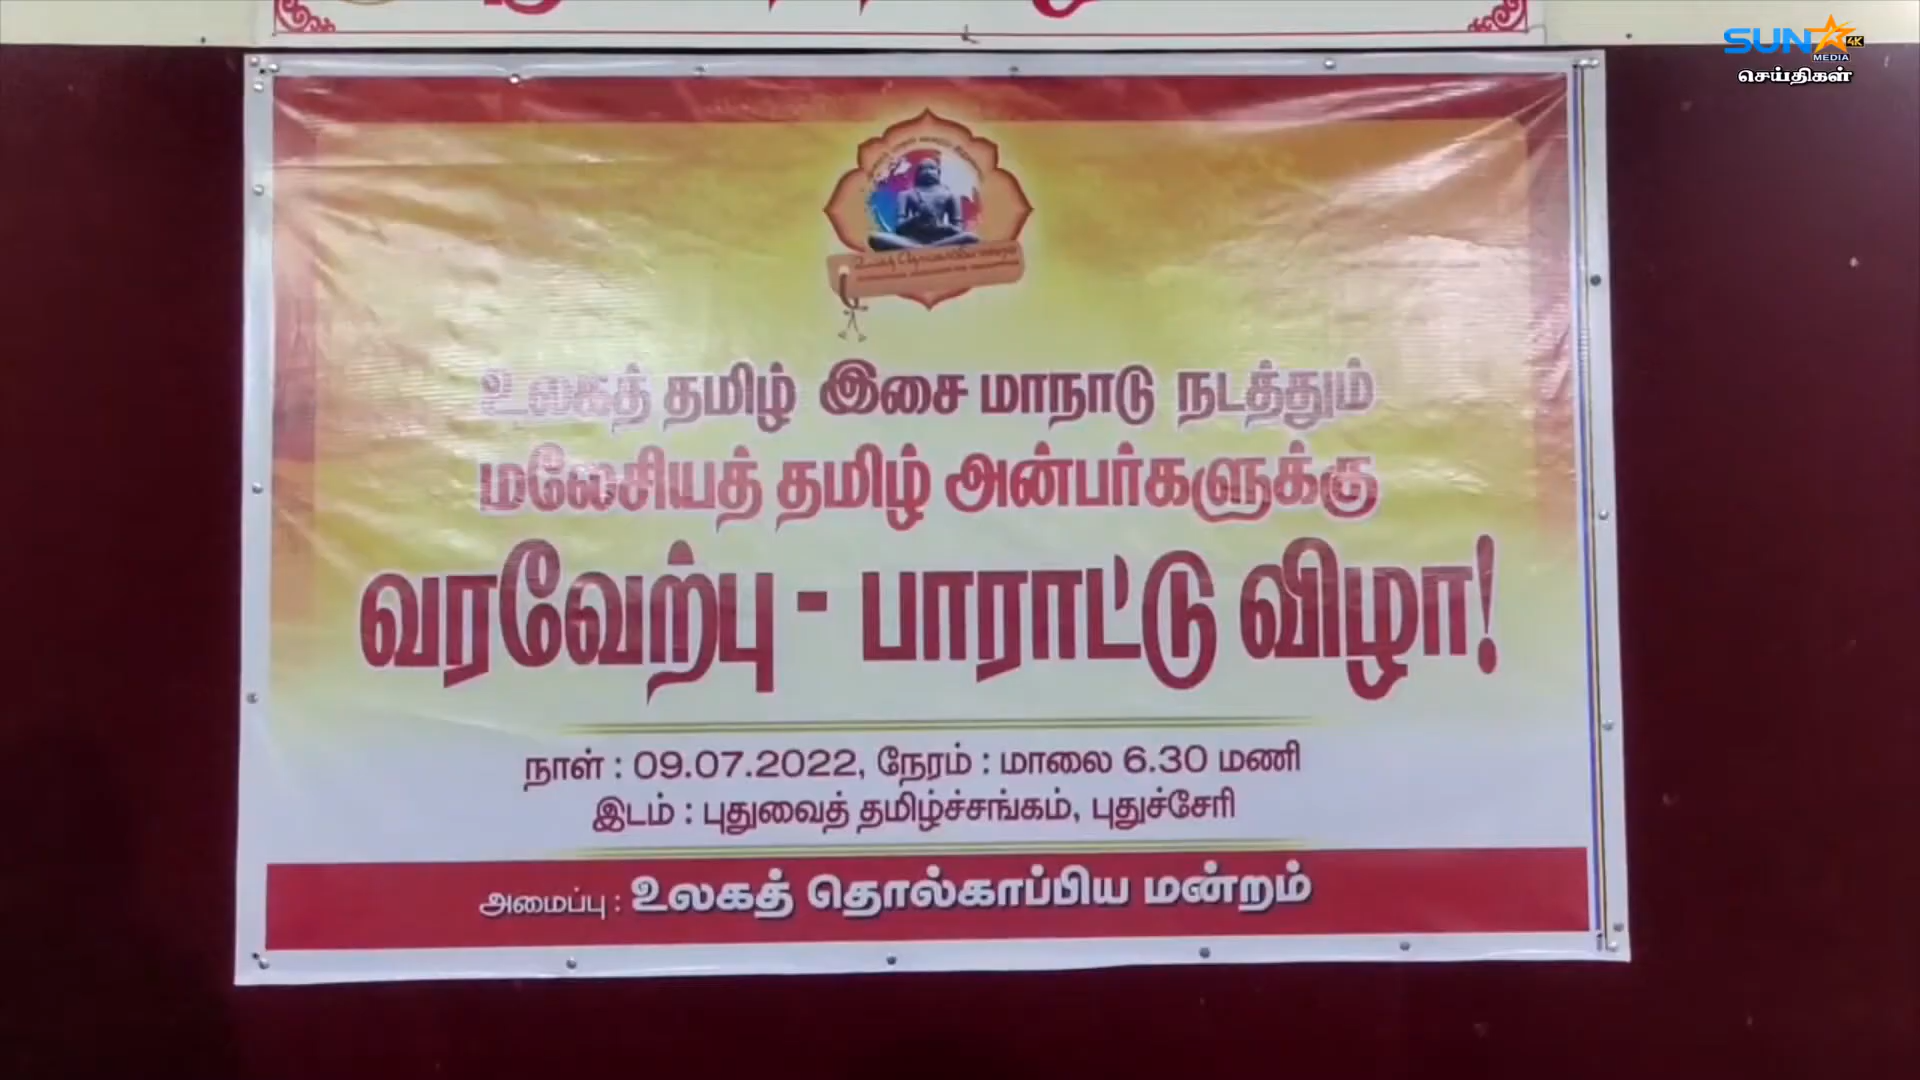 SUN
4K
MEDIA
செய்திகள்
உலகத் தமிழ் இசை மாநாடு நடத்தும்
மலேசியத் தமிழ் அன்பர்களுக்கு
வரவேற்பு - பாராட்டு விழா!
நாள் : 09.07.2022, நேரம் : மாலை 6.30 மணி
இடம் : புதுவைத் தமிழ்ச்சங்கம், புதுச்சேரி
அமைப்பு : உலகத் தொல்காப்பிய மன்றம்